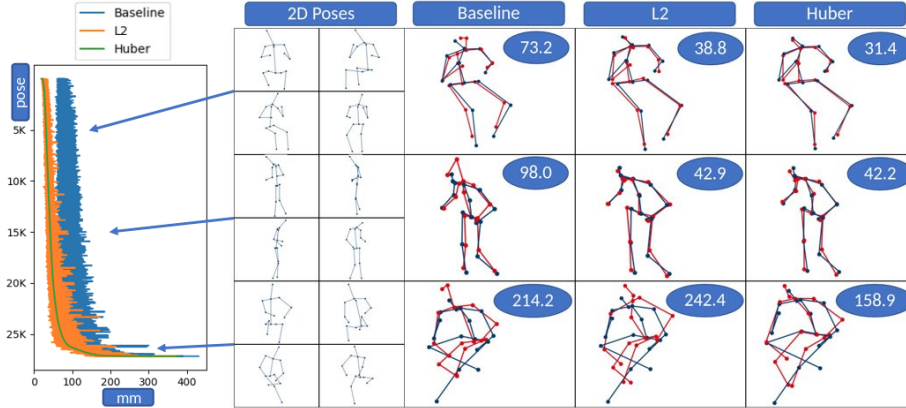 Baseline
L2
Huber
pose
5K
10K
15K
20K
25K
0
100
200
300
400
mm
2D Poses
Baseline
L2
Huber
73.2
38.8
31.4
98.0
42.9
42.2
214.2
242.4
158.9